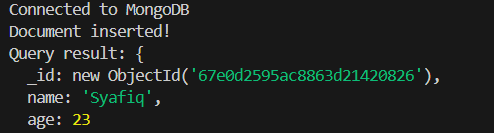 Connected to MongoDB
Document inserted!
Query result: {
  _id: new ObjectId('67e0d2595ac8863d21420826'),
  name: 'Syafiq',
  age: 23